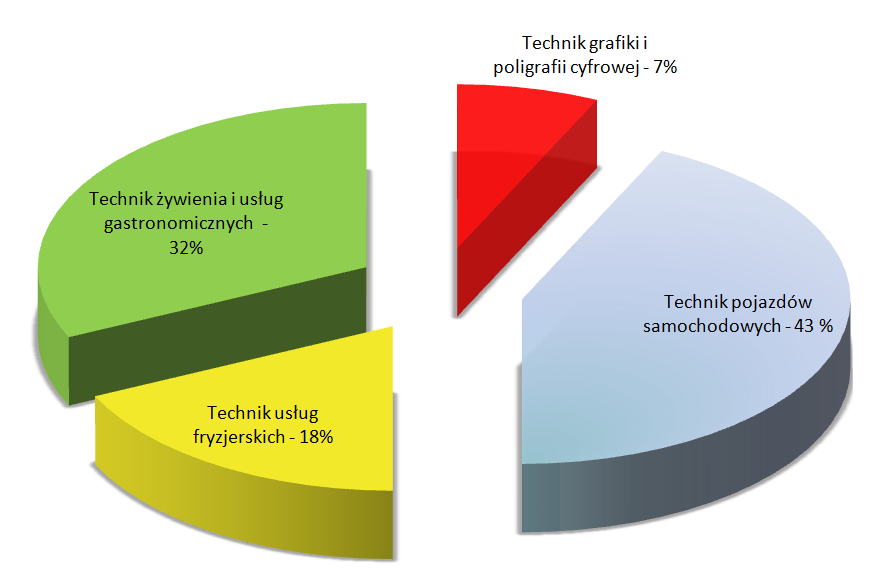 Technik grafiki i
poligrafii cyfrowej - 7%
Technik żywienia i usług
gastronomicznych -
32%
Technik pojazdów
samochodowych - 43 %
Technik usług
fryzjerskich - 18%